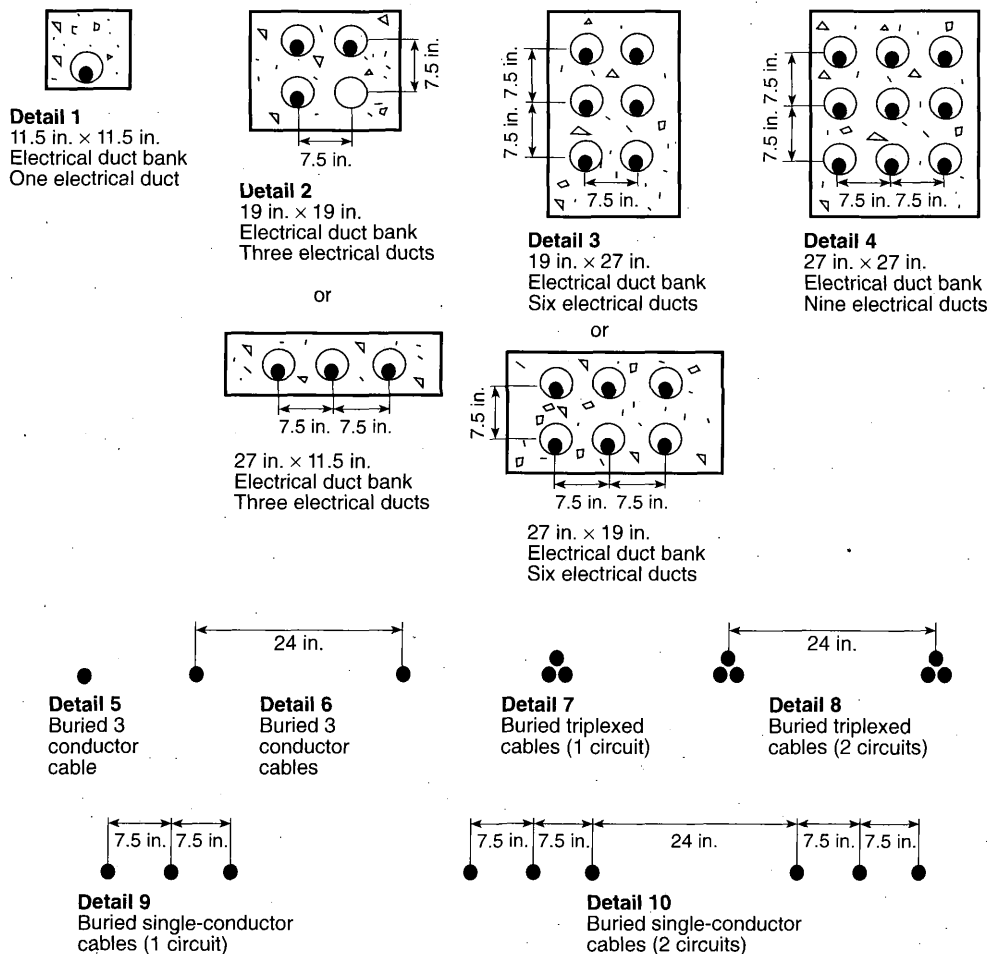 Detail 1
11.5 in. × 11.5 in.
Electrical duct bank
One electrical duct
7.5 in.
7.5 in.
Detail 2
19 in. × 19 in.
Electrical duct bank
Three electrical ducts
or
7.5 in. 7.5 in.
27 in. × 11.5 in.
Electrical duct bank
Three electrical ducts
7.5 in.
7.5 in.
7.5 in.
Detail 3
19 in. × 27 in.
Electrical duct bank
Six electrical ducts
or
7.5 in.
7.5 in. 7.5 in.
27 in. × 19 in.
Electrical duct bank
Six electrical ducts
7.5 in.
7.5 in.
7.5 in. 7.5 in.
Detail 4
27 in. × 27 in.
Electrical duct bank
Nine electrical ducts
Detail 5
Buried 3
conductor
cable
24 in.
Detail 6
Buried 3
conductor
cables
Detail 7
Buried triplexed
cables (1 circuit)
24 in.
Detail 8
Buried triplexed
cables (2 circuits)
7.5 in. 7.5 in.
Detail 9
Buried single-conductor
cables (1 circuit)
7.5 in. 7.5 in. 24 in. 7.5 in. 7.5 in.
Detail 10
Buried single-conductor
cables (2 circuits)